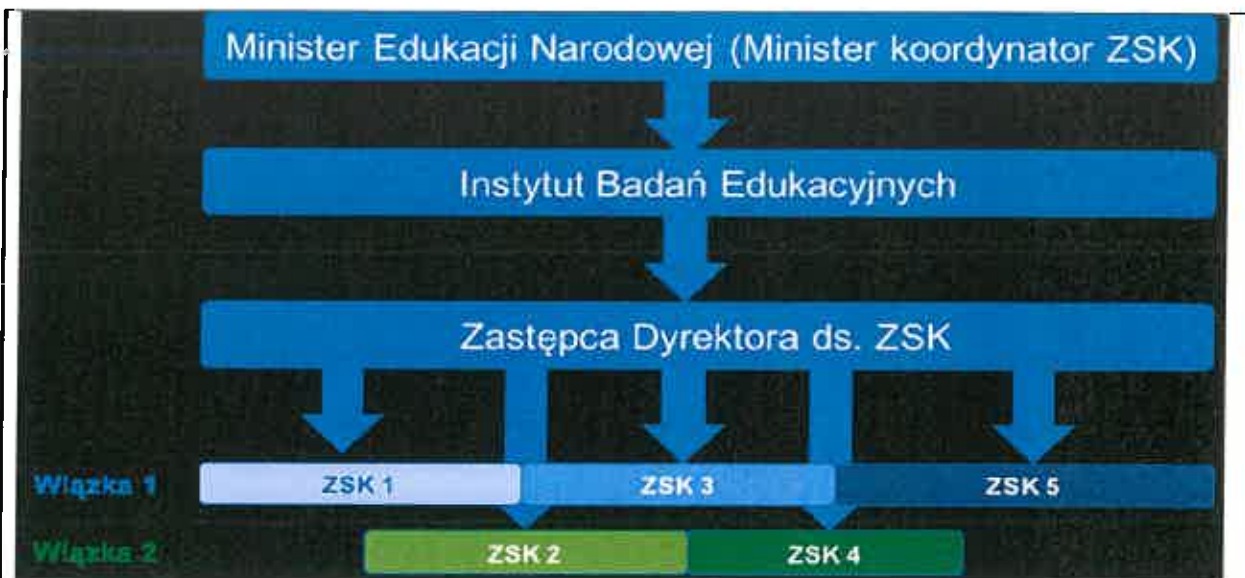 Minister Edukacji Narodowej (Minister koordynator ZSK)
Instytut Badań Edukacyjnych
Zastępca Dyrektora ds. ZSK
Wiązka 1
ZSK 1
ZSK 3
ZSK 5
Wiązka 2
ZSK 2
ZSK 4